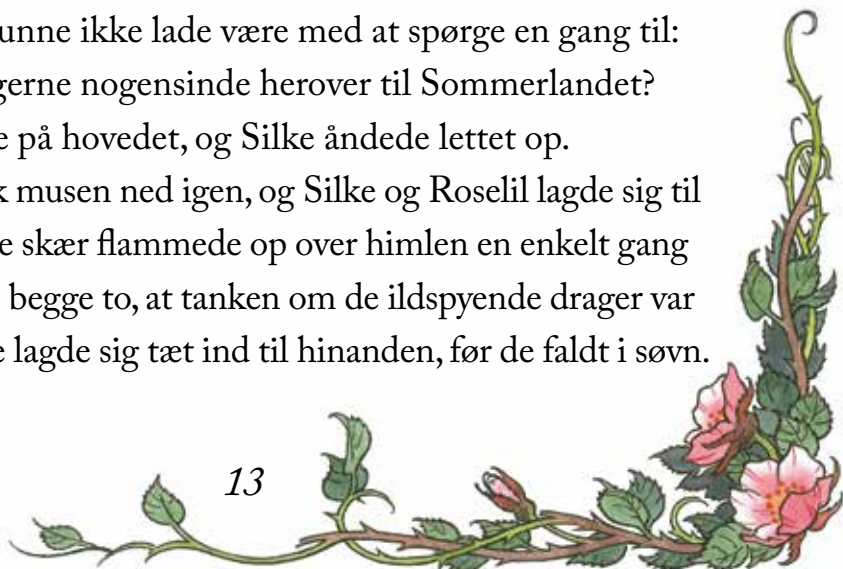 unne ikke lade være med at spørge en gang til:
gerne nogensinde herover til Sommerlandet?
e på hovedet, og Silke åndede lettet op.
k musen ned igen, og Silke og Roselil lagde sig til
e skær flammede op over himlen en enkelt gang
begge to, at tanken om de ildspyende drager var
e lagde sig tæt ind til hinanden, før de faldt i søvn.
13